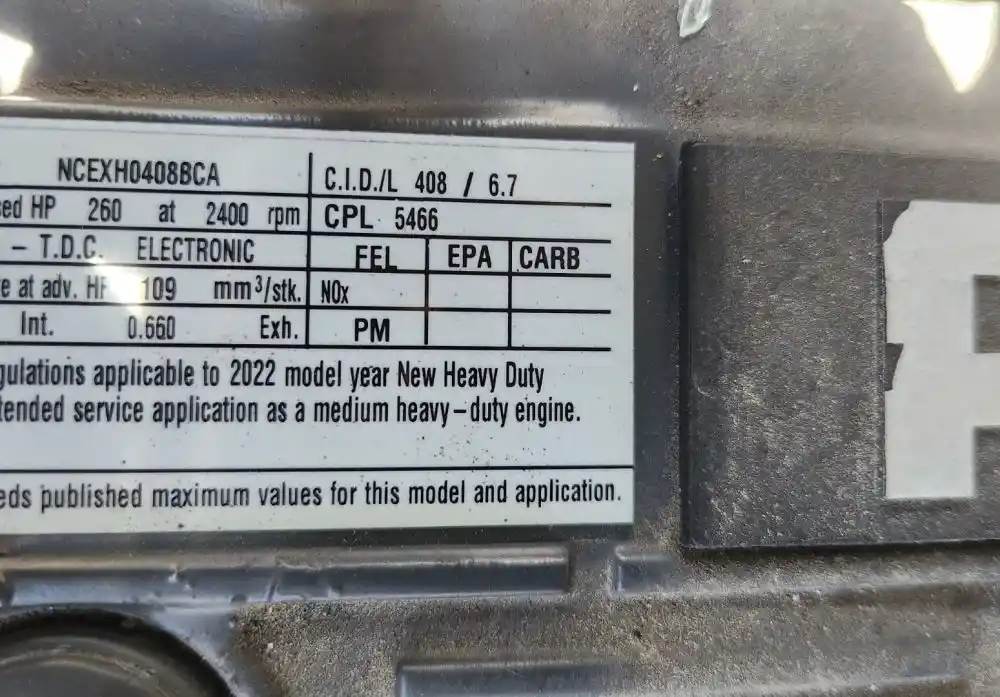 NCEXH0408BCA C.I.D./L 408 / 6.7
sed HP 260 at 2400 rpm CPL 5466
– T.D.C. ELECTRONIC FEL EPA CARB
e at adv. HP 109 mm³/stk. NOx
Int. 0.660 Exh. PM
gulations applicable to 2022 model year New Heavy Duty
tended service application as a medium heavy–duty engine.
eds published maximum values for this model and application.